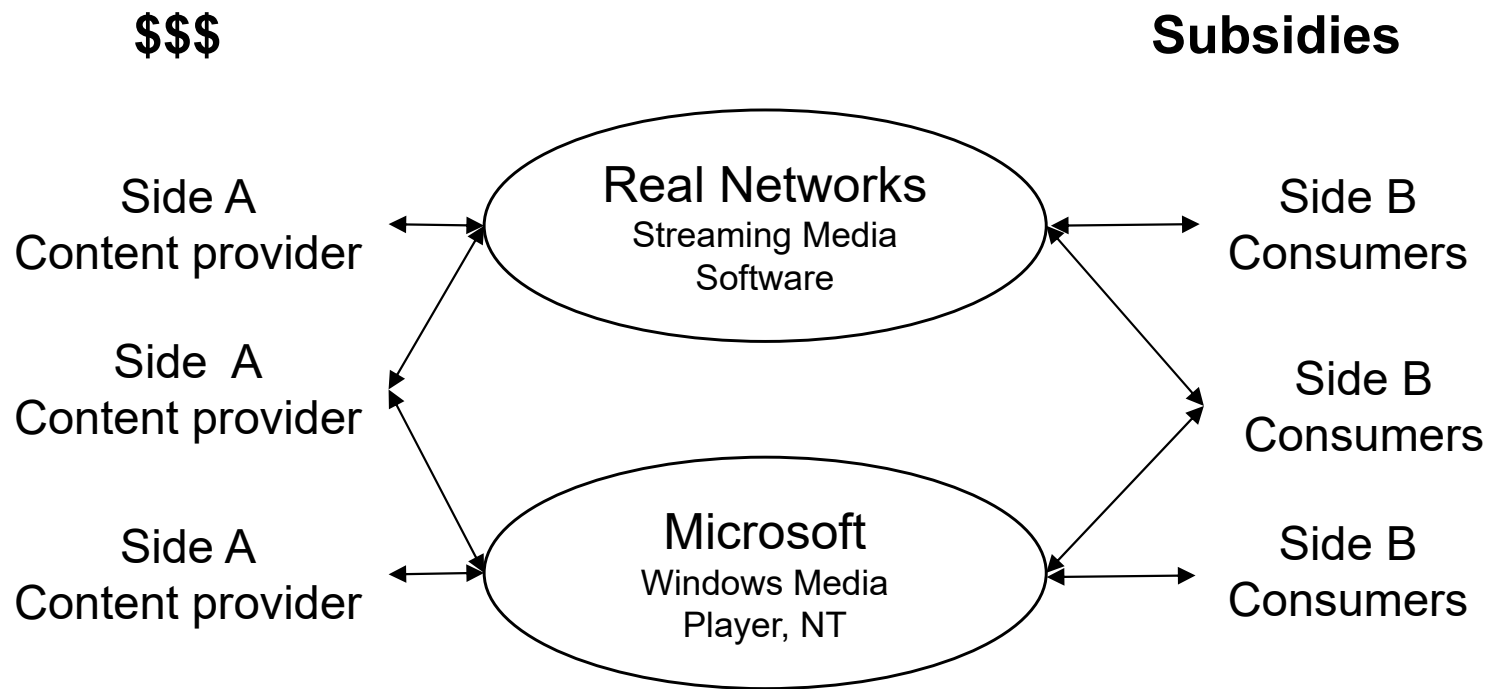 $$$
Subsidies
Side A
Content provider
Real Networks
Streaming Media
Software
Side B
Consumers
Side A
Content provider
Side B
Consumers
Side A
Content provider
Microsoft
Windows Media
Player, NT
Side B
Consumers